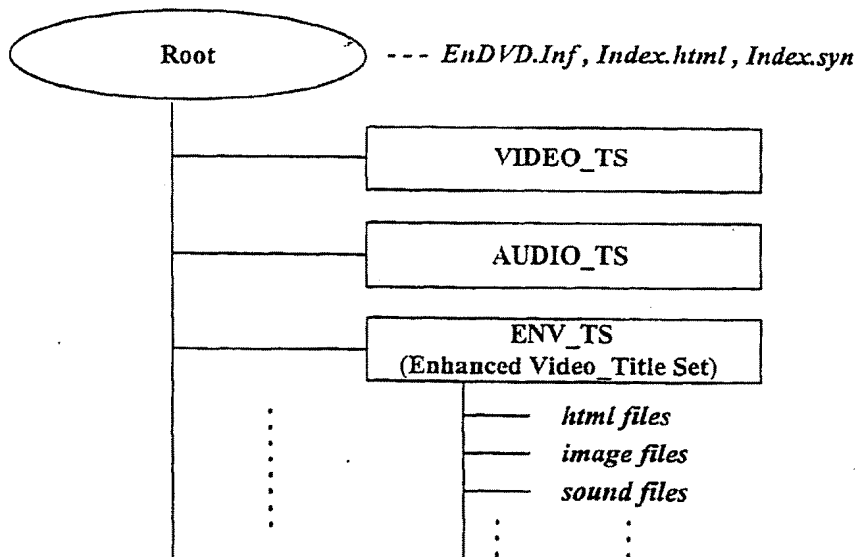 Root
--- EnDVD.Inf, Index.html, Index.syn
VIDEO_TS
AUDIO_TS
ENV_TS
(Enhanced Video_Title Set)
html files
image files
sound files